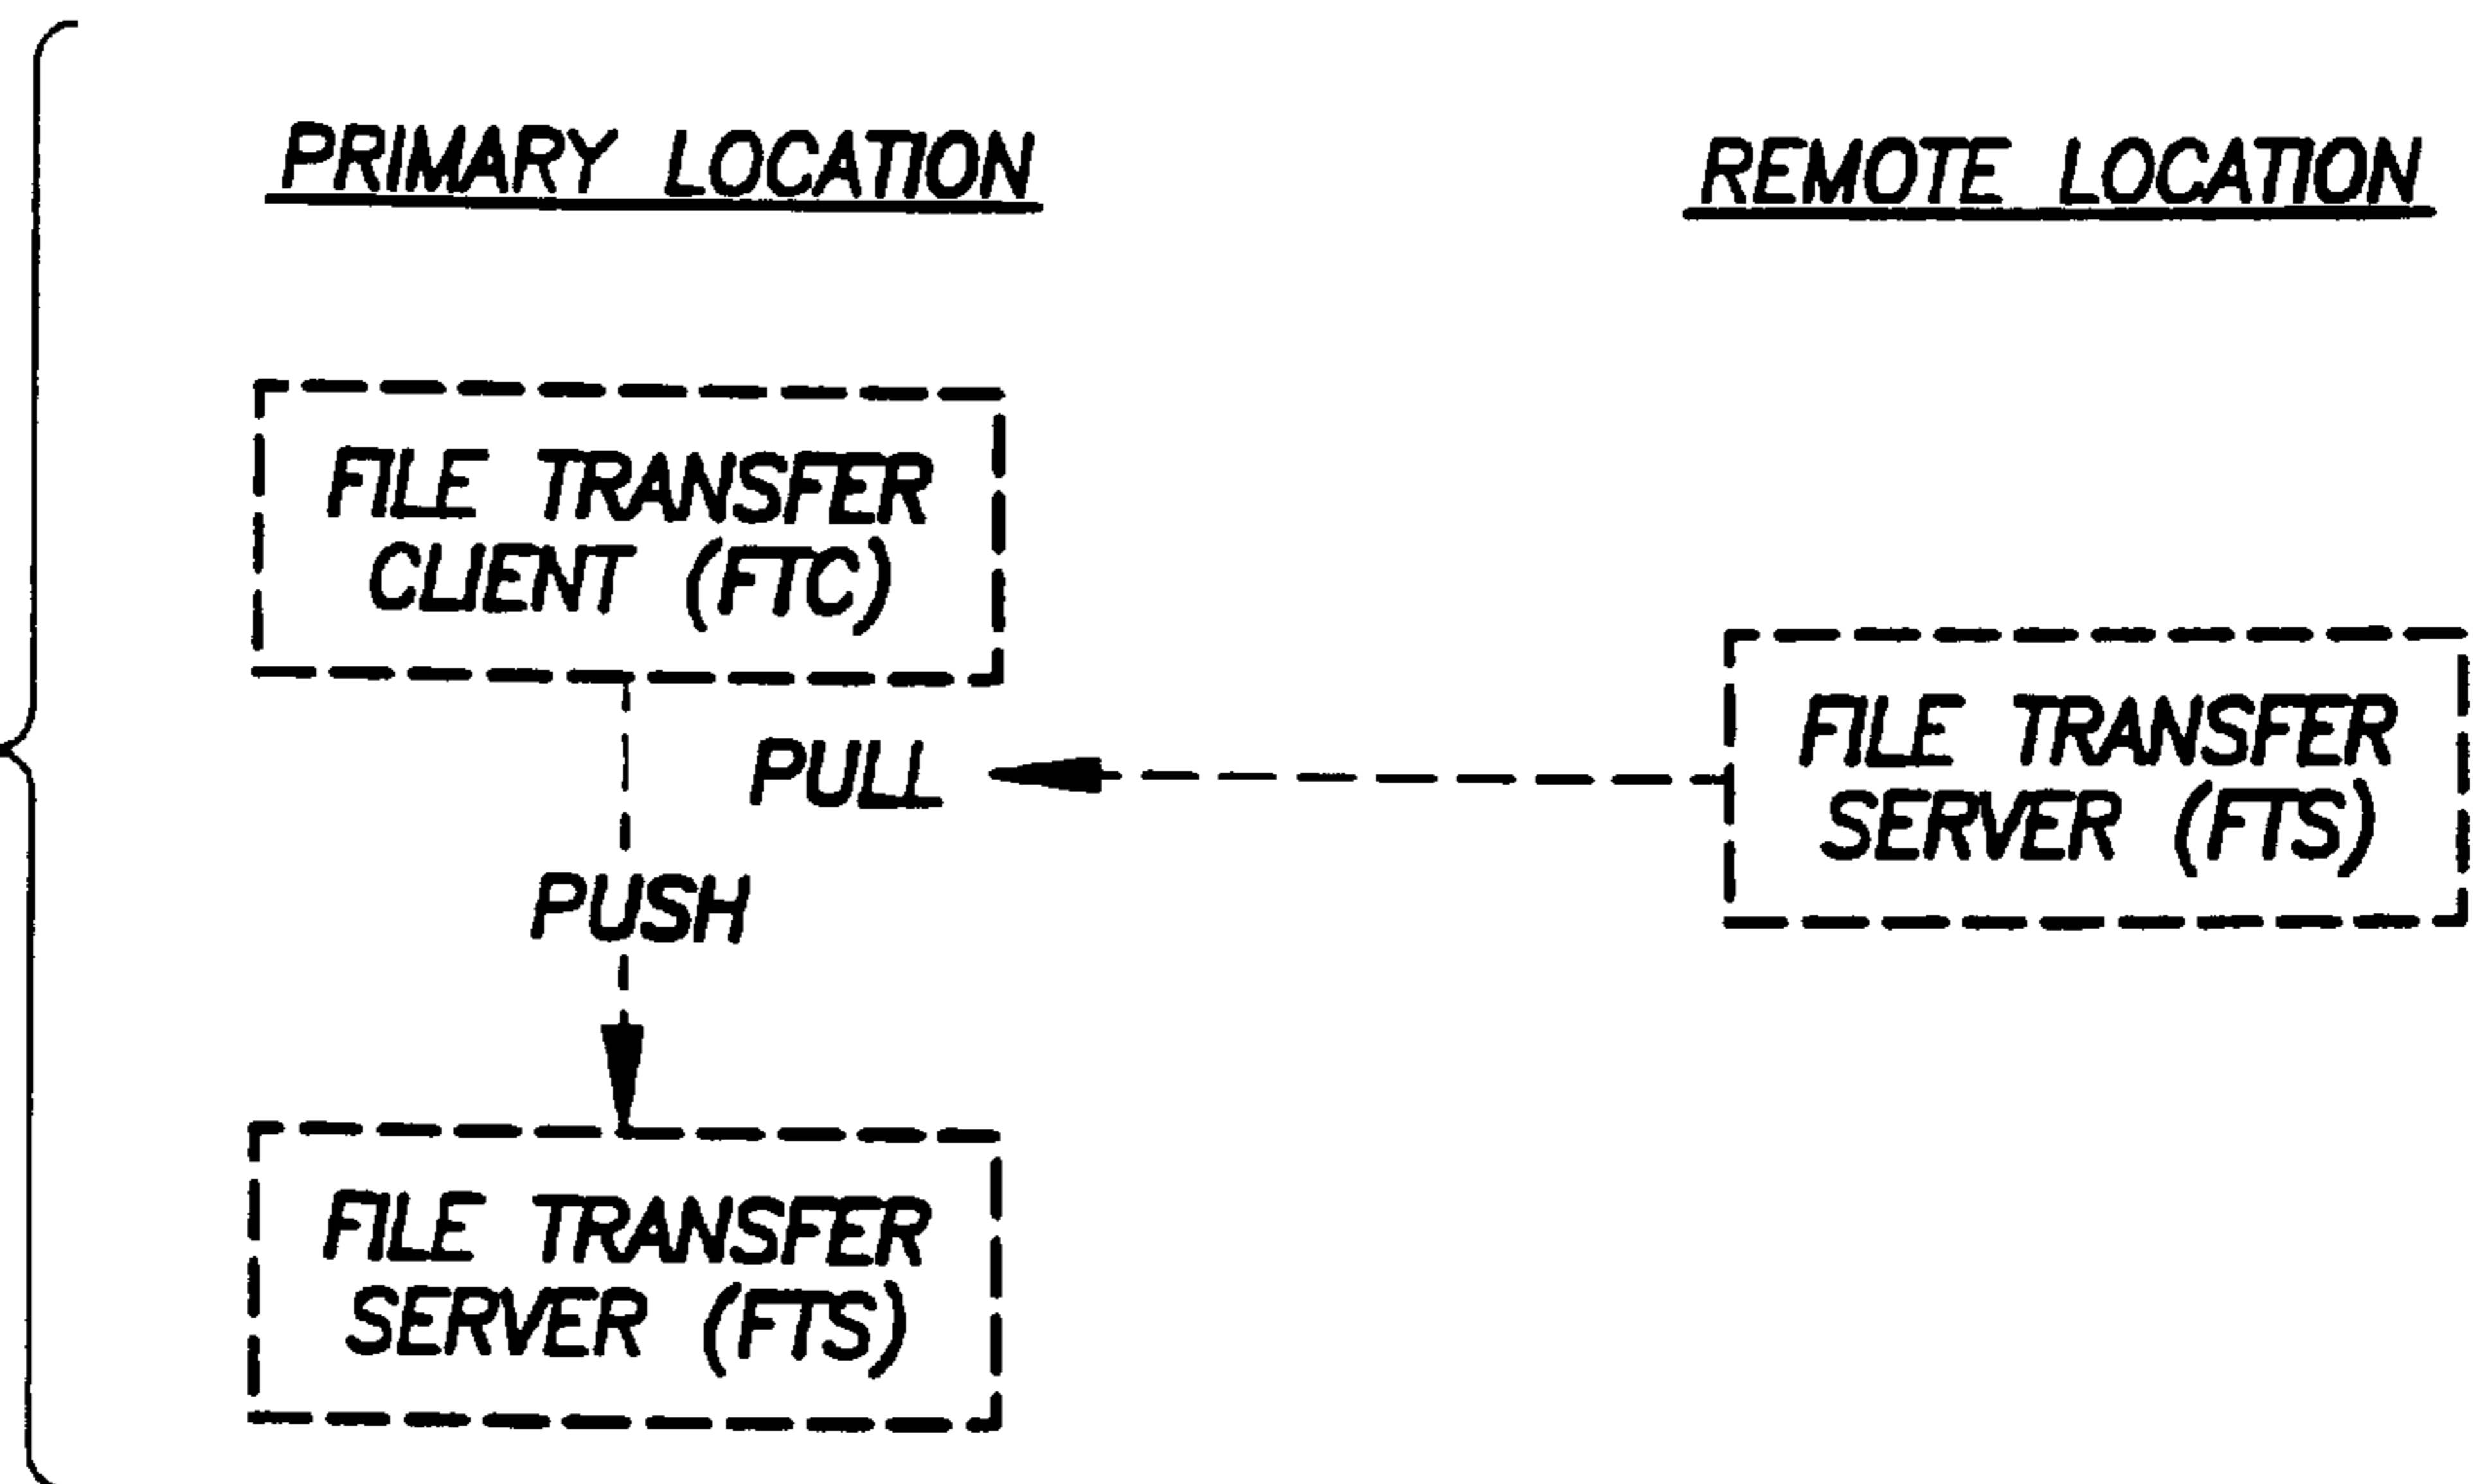 PRIMARY LOCATION
REMOTE LOCATION
FILE TRANSFER
CLIENT (FTC)
PULL
FILE TRANSFER
SERVER (FTS)
PUSH
FILE TRANSFER
SERVER (FTS)